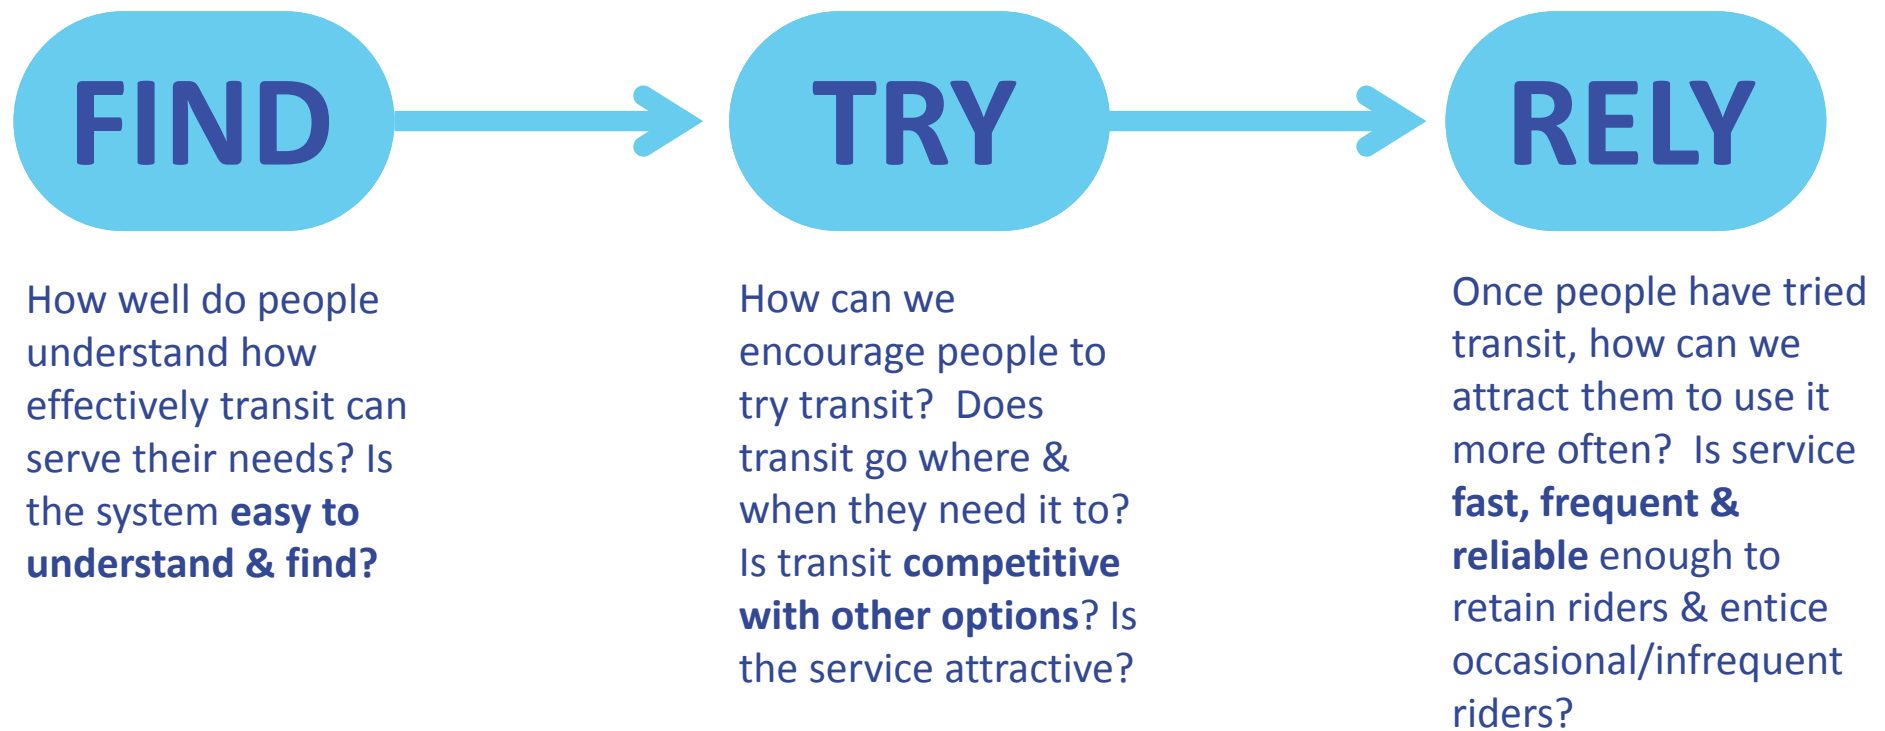 FIND
How well do people
understand how
effectively transit can
serve their needs? Is
the system easy to
understand & find?
TRY
How can we
encourage people to
try transit?  Does
transit go where &
when they need it to?
Is transit competitive
with other options? Is
the service attractive?
RELY
Once people have tried
transit, how can we
attract them to use it
more often?  Is service
fast, frequent &
reliable enough to
retain riders & entice
occasional/infrequent
riders?